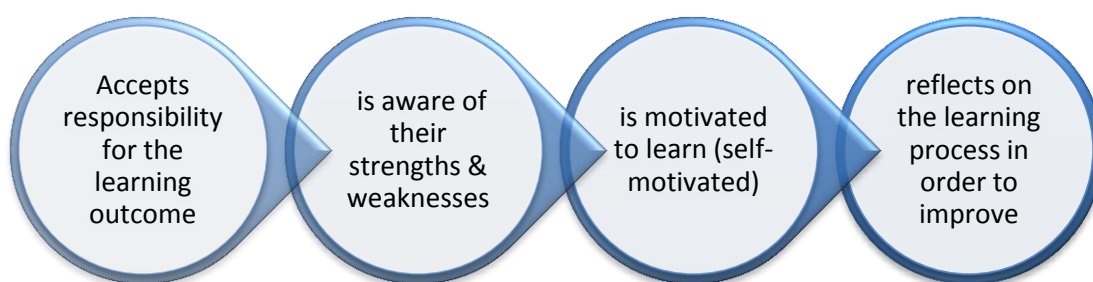 Accepts
responsibility
for the
learning
outcome
is aware of
their
strengths &
weaknesses
is motivated
to learn (self-
motivated)
reflects on
the learning
process in
order to
improve